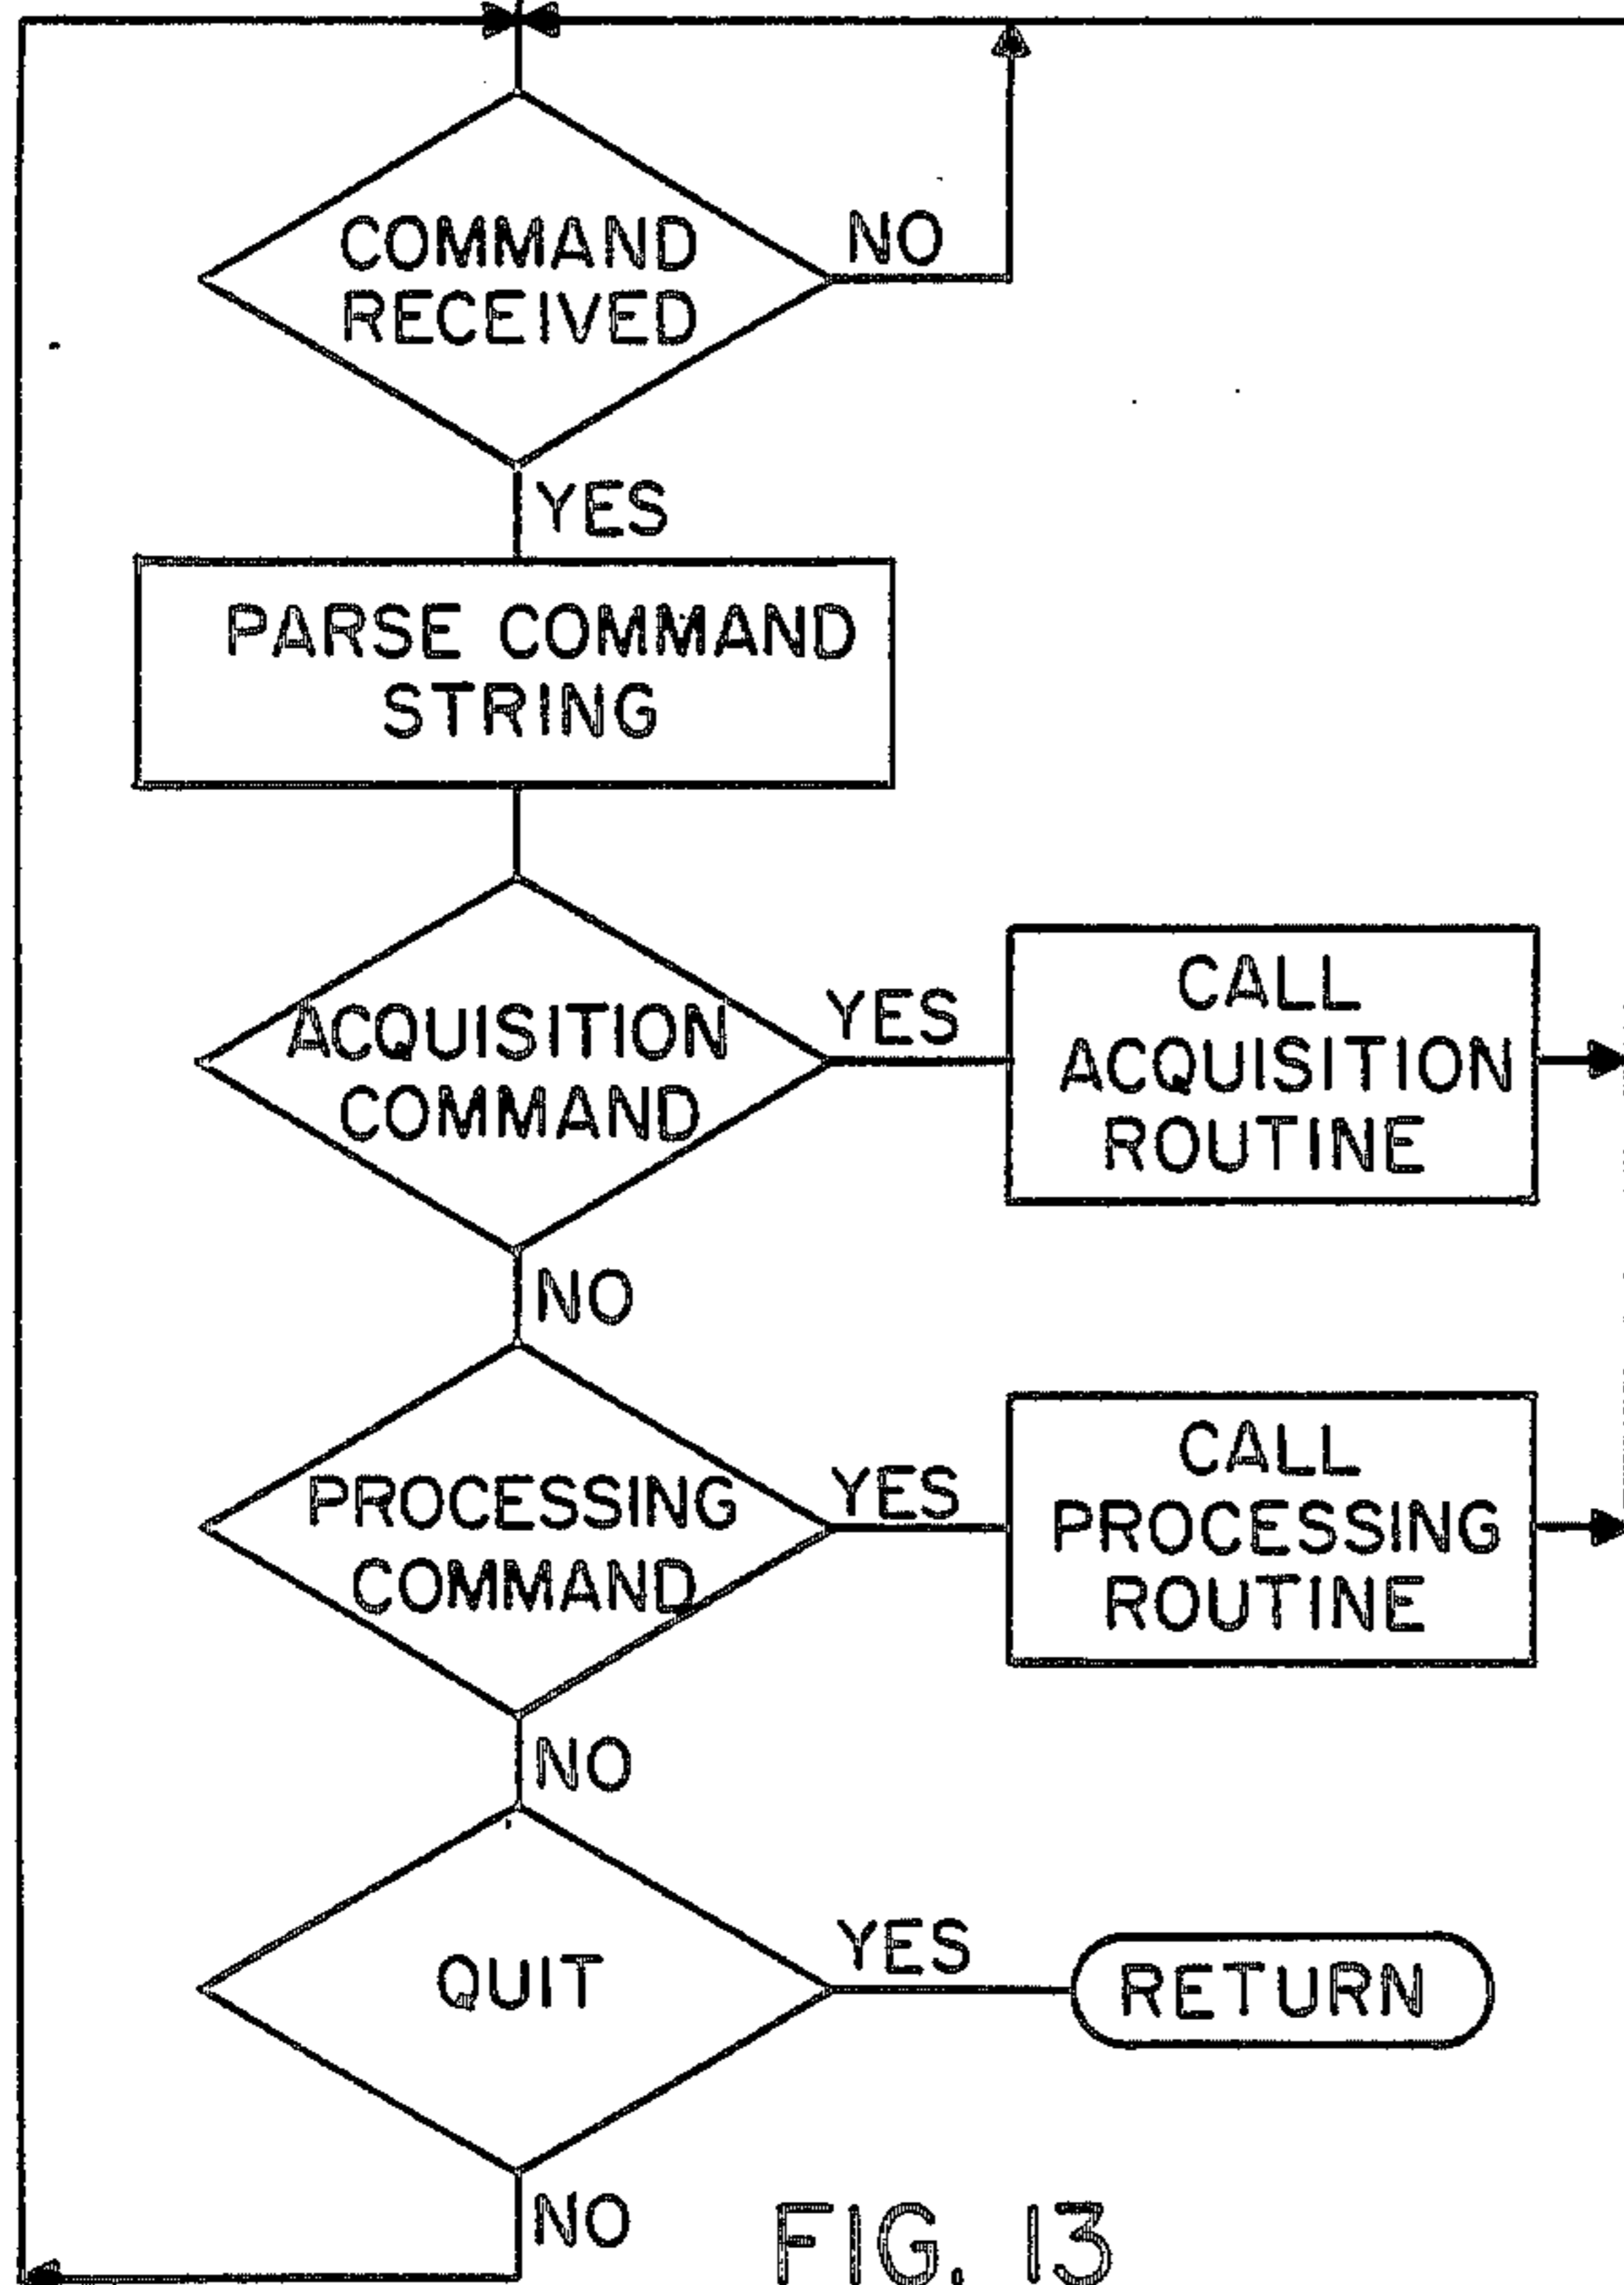 COMMAND
RECEIVED
NO
YES
PARSE COMMAND
STRING
ACQUISITION
COMMAND
YES
CALL
ACQUISITION
ROUTINE
NO
PROCESSING
COMMAND
YES
CALL
PROCESSING
ROUTINE
NO
QUIT
YES
RETURN
NO
FIG. 13